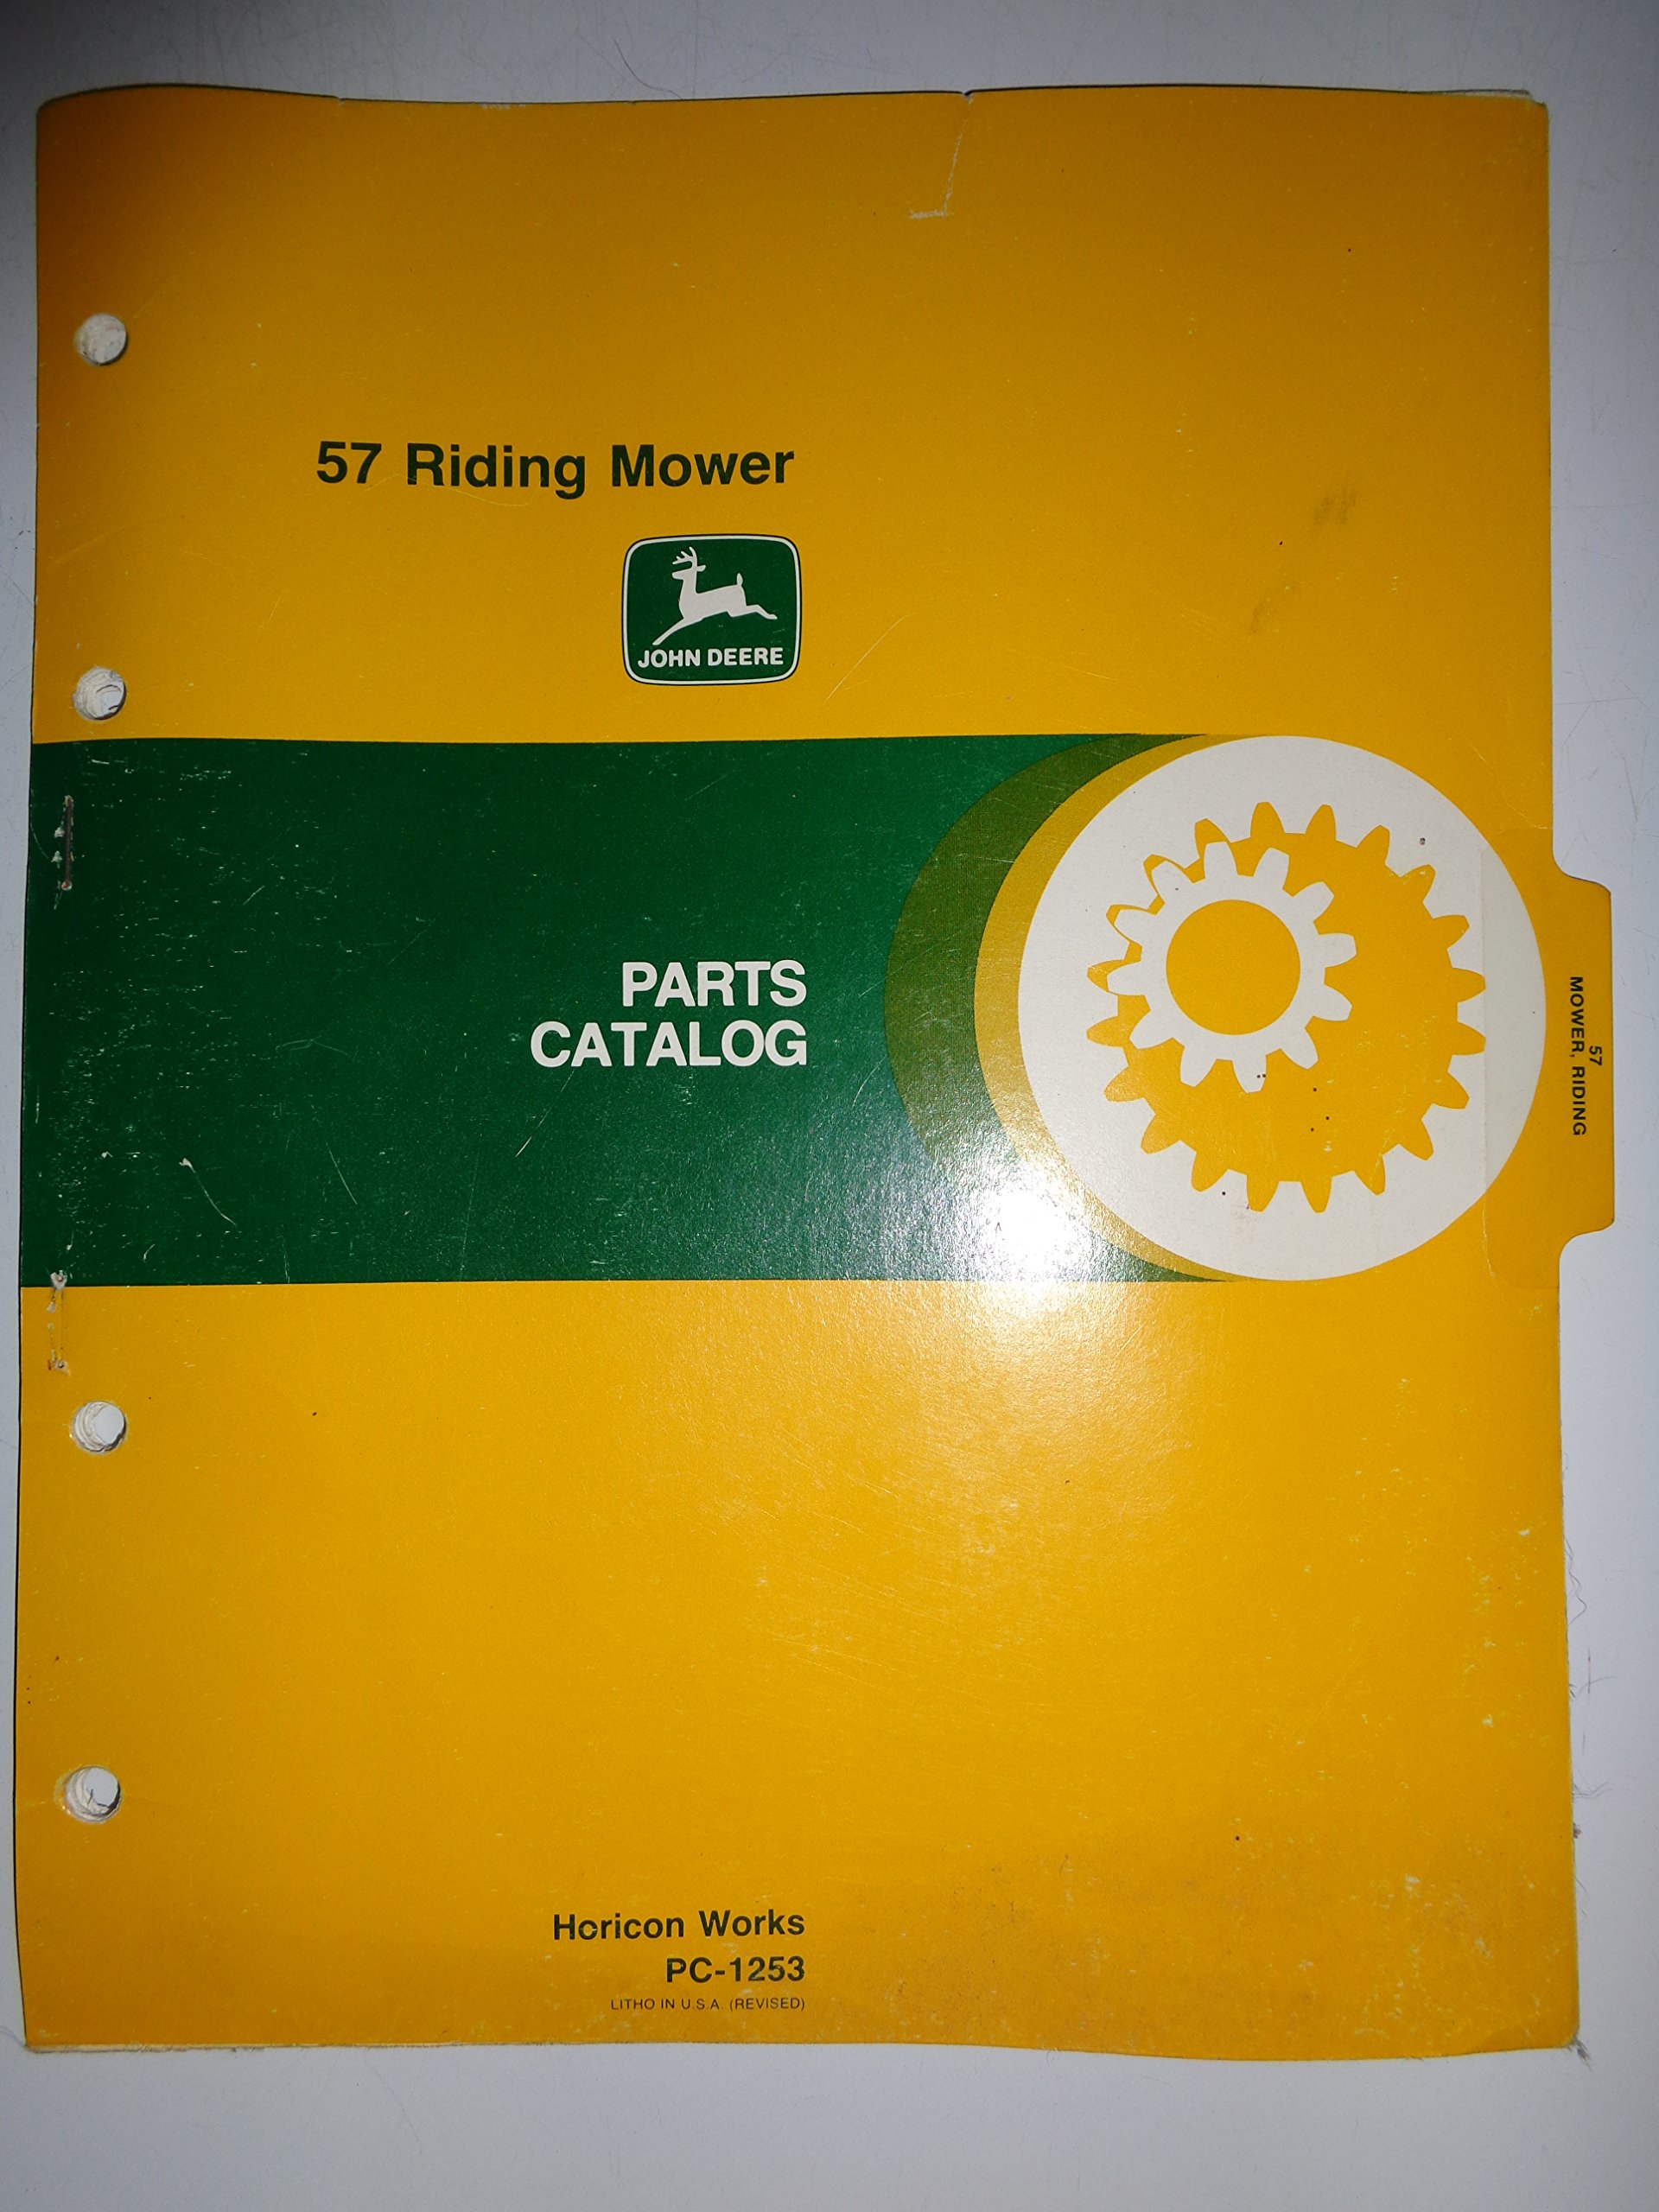 57 Riding Mower
JOHN DEERE
PARTS
CATALOG
57
MOWER, RIDING
Horicon Works
PC-1253
LITHO IN U.S.A. (REVISED)